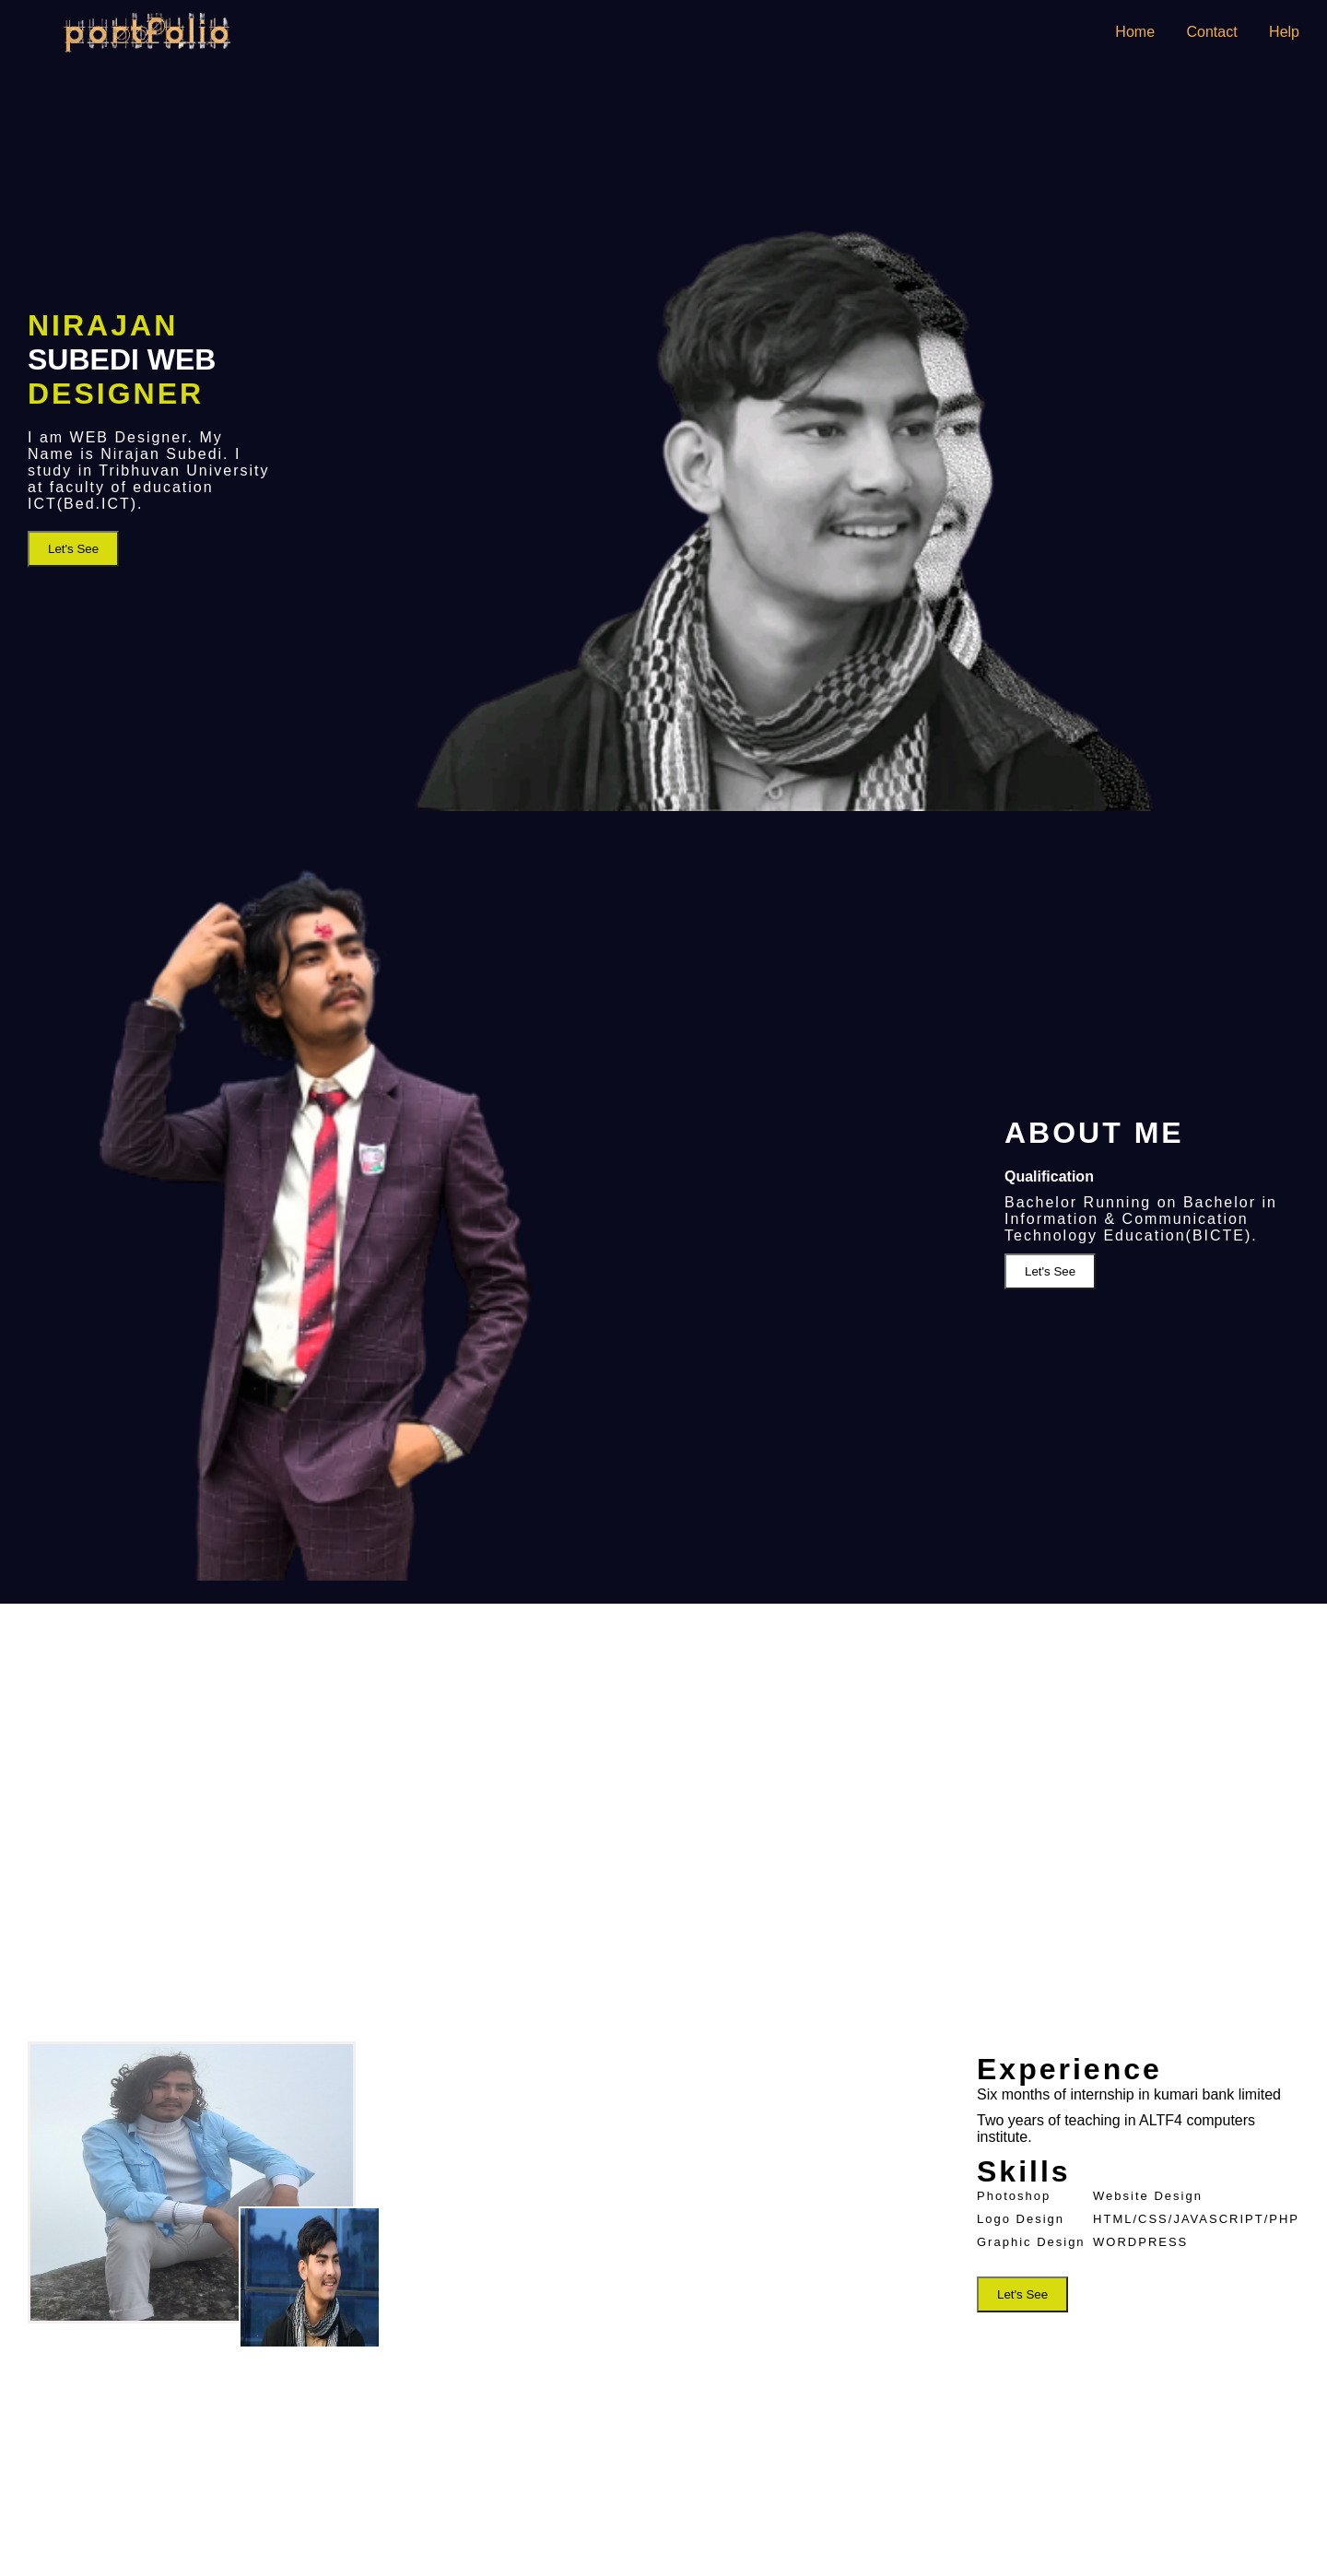 portfolio
Home Contact Help
NIRAJAN
SUBEDI WEB
DESIGNER
I am WEB Designer. My
Name is Nirajan Subedi. I
study in Tribhuvan University
at faculty of education
ICT(Bed.ICT).
Let's See
ABOUT ME
Qualification
Bachelor Running on Bachelor in
Information & Communication
Technology Education(BICTE).
Let's See
Experience
Six months of internship in kumari bank limited
Two years of teaching in ALTF4 computers
institute.
Skills
Photoshop Website Design
Logo Design HTML/CSS/JAVASCRIPT/PHP
Graphic Design WORDPRESS
Let's See